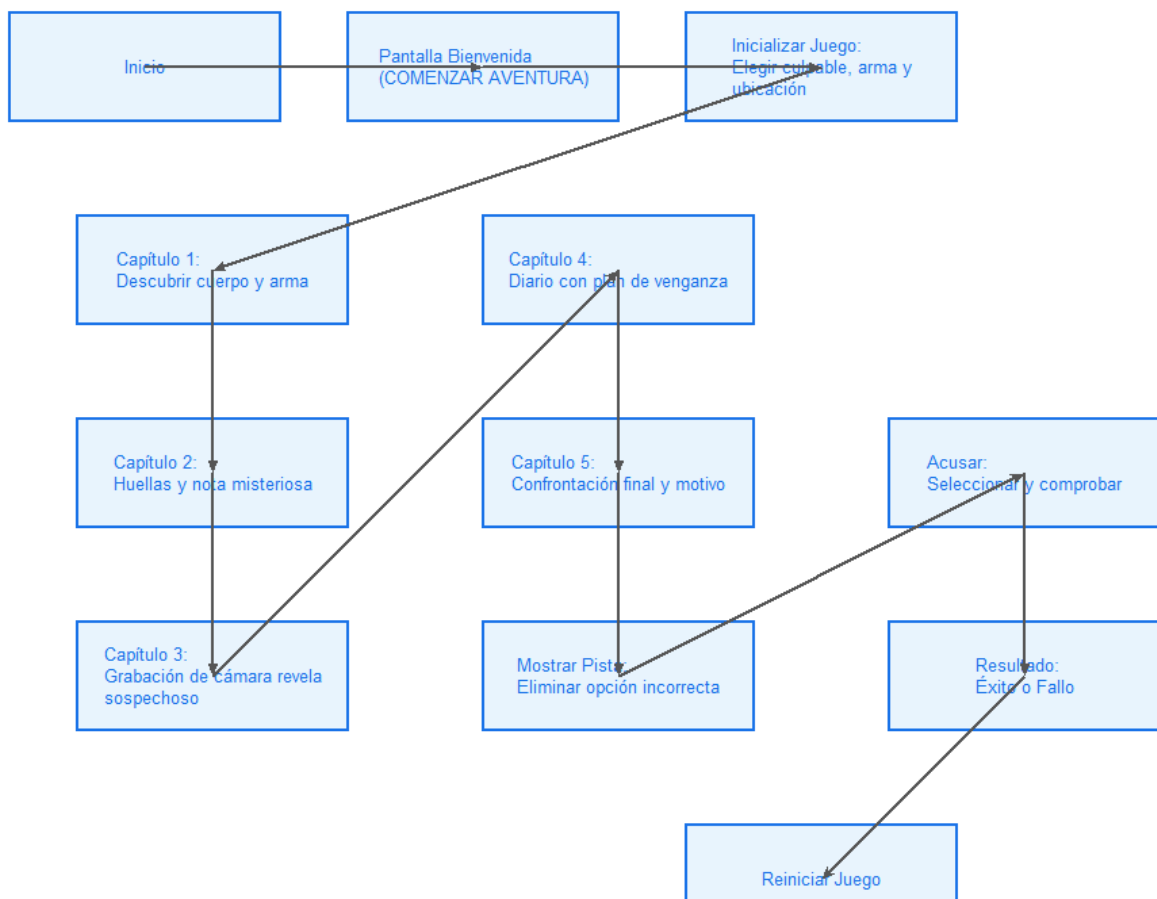 Inicio
Pantalla Bienvenida
(COMENZAR AVENTURA)
Inicializar Juego:
Elegir culpable, arma y
ubicación
Capítulo 1:
Descubrir cuerpo y arma
Capítulo 4:
Diario con plan de venganza
Capítulo 2:
Huellas y nota misteriosa
Capítulo 5:
Confrontación final y motivo
Acusar:
Seleccionar y comprobar
Capítulo 3:
Grabación de cámara revela
sospechoso
Mostrar Pista:
Eliminar opción incorrecta
Resultado:
Éxito o Fallo
Reiniciar Juego